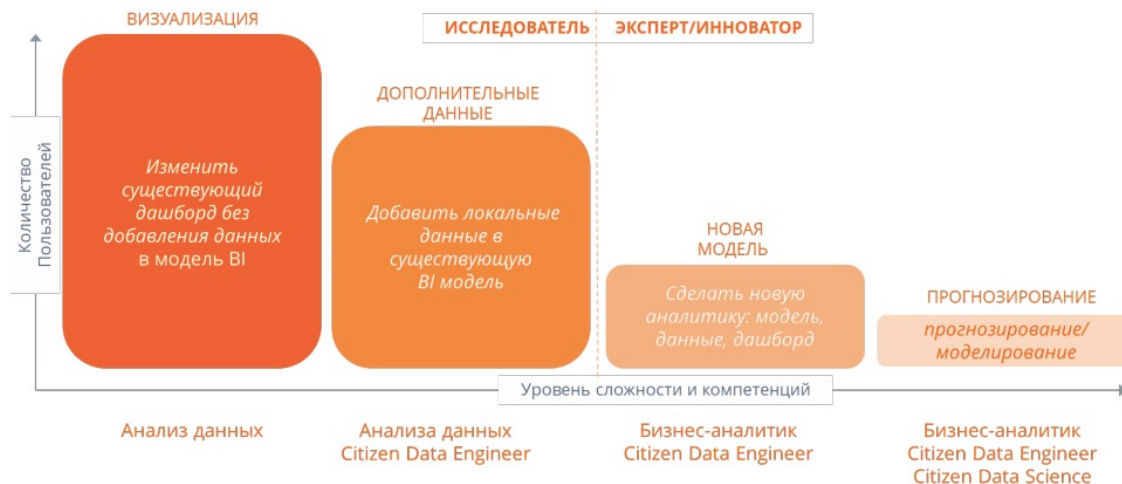 ВИЗУАЛИЗАЦИЯ
ИССЛЕДОВАТЕЛЬ
ЭКСПЕРТ/ИННОВАТОР
Количество
Пользователей
Изменить
существующий
дашборд без
добавления данных
в модель BI
ДОПОЛНИТЕЛЬНЫЕ
ДАННЫЕ
Добавить локальные
данные в
существующую
BI модель
НОВАЯ
МОДЕЛЬ
Сделать новую
аналитику: модель,
данные, дашборд
ПРОГНОЗИРОВАНИЕ
прогнозирование/
моделирование
Уровень сложности и компетенций
Анализ данных
Анализа данных
Citizen Data Engineer
Бизнес-аналитик
Citizen Data Engineer
Бизнес-аналитик
Citizen Data Engineer
Citizen Data Science